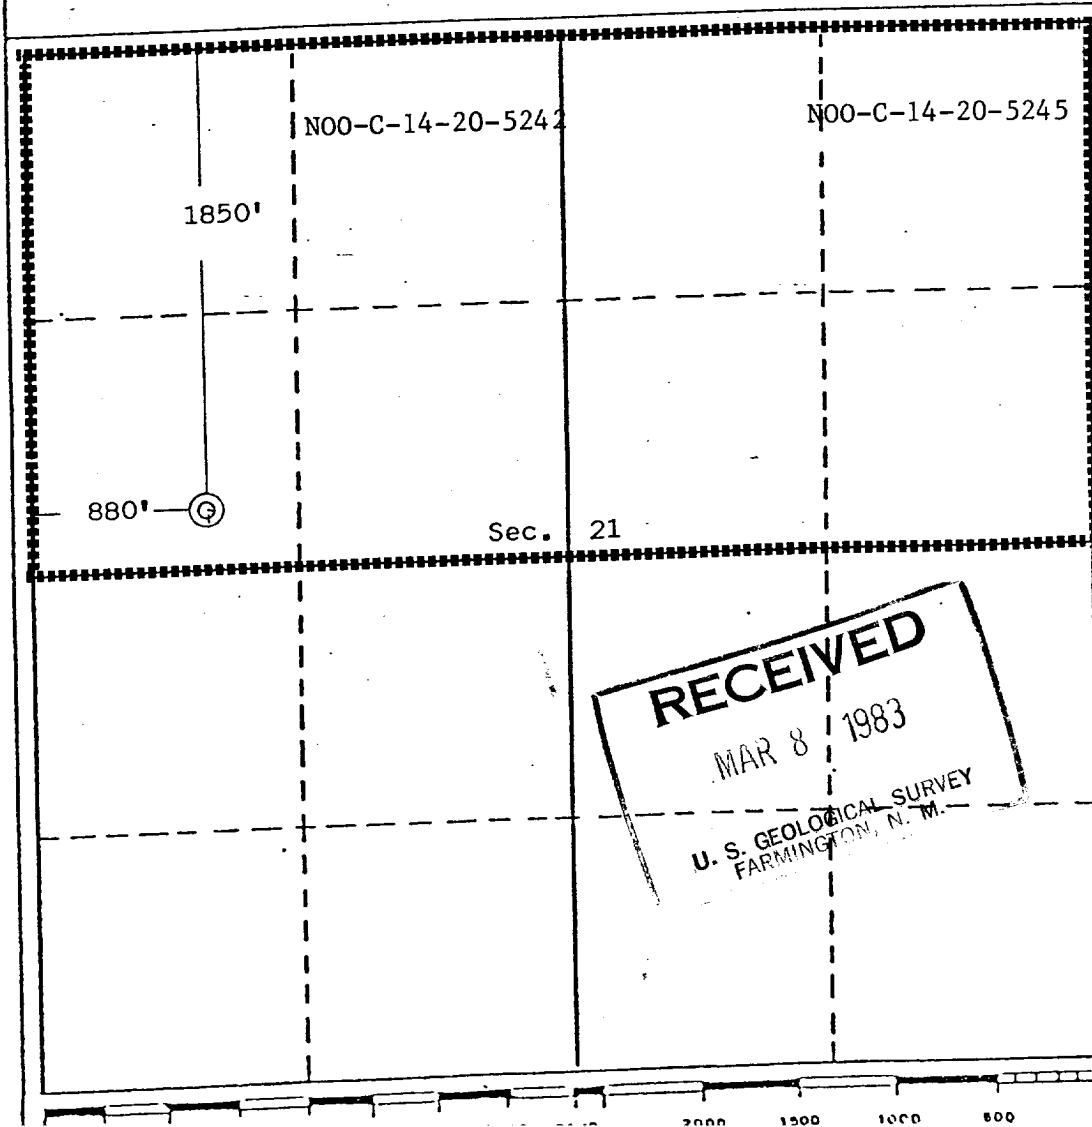 NOO-C-14-20-5242
NOO-C-14-20-5245
1850'
880'
Sec. 21
RECEIVED
MAR 8 1983
U. S. GEOLOGICAL SURVEY
FARMINGTON, N. M.
2000 1500 1000 500